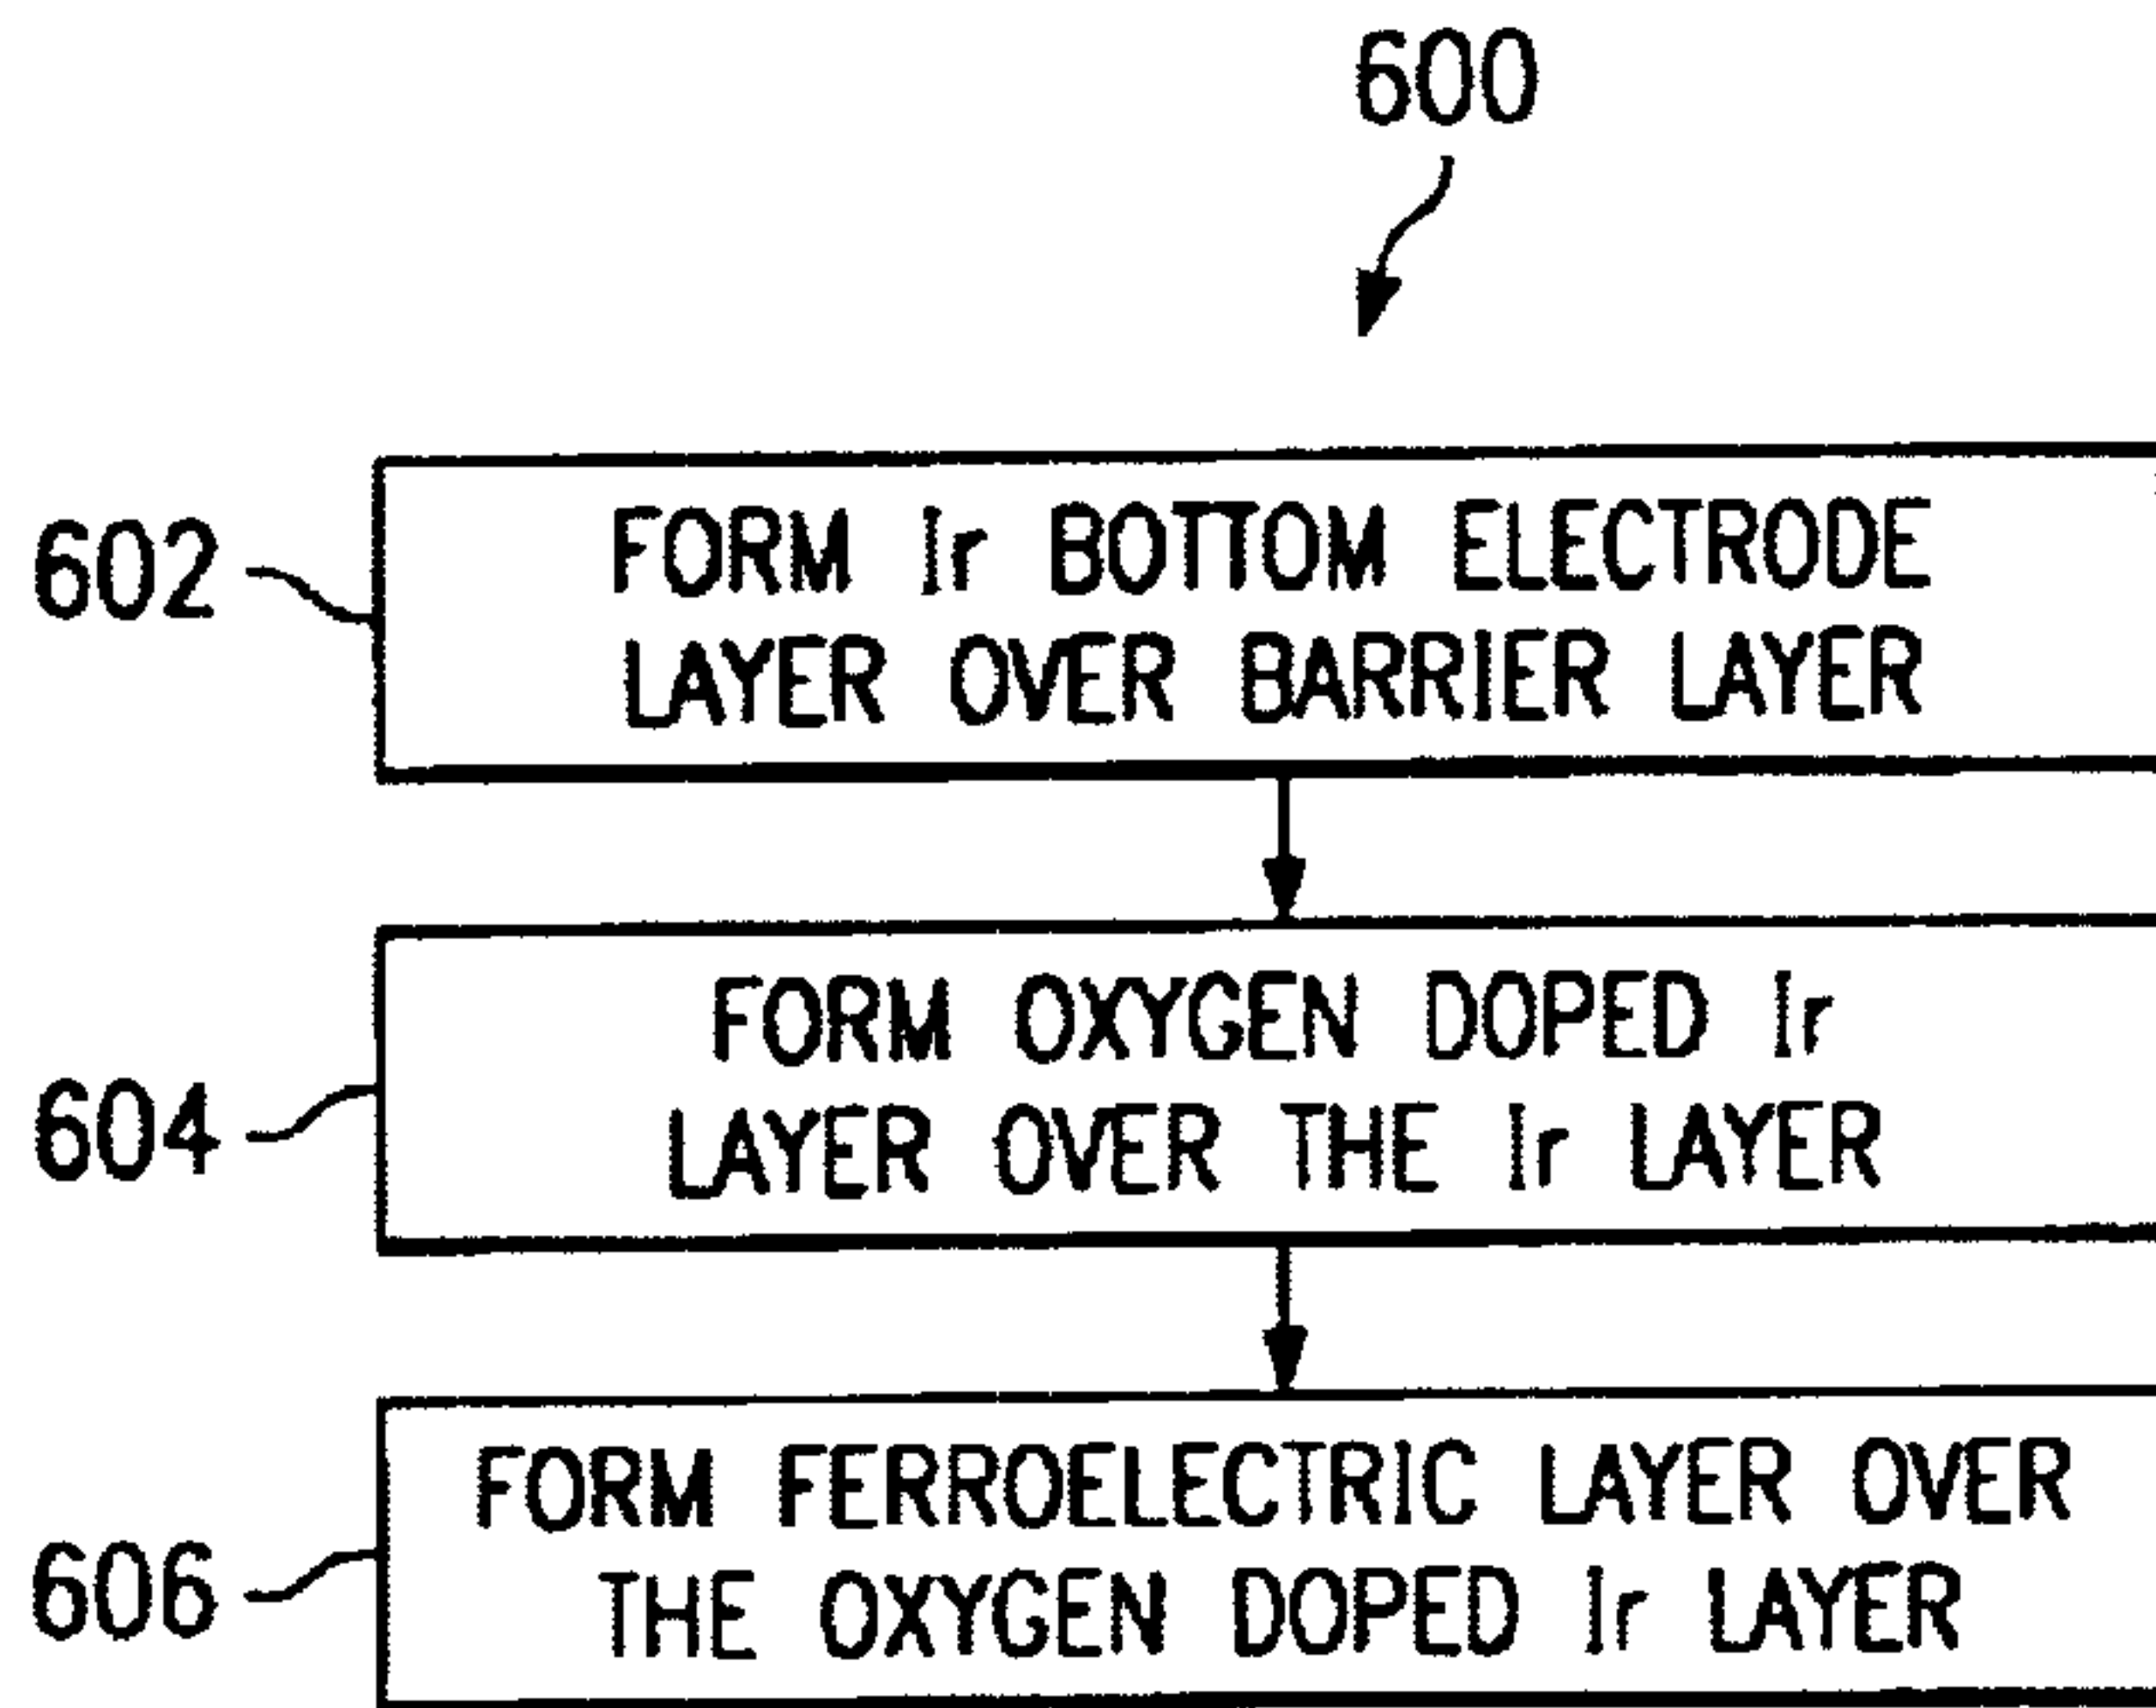 600
602
FORM Ir BOTTOM ELECTRODE
LAYER OVER BARRIER LAYER
604
FORM OXYGEN DOPED Ir
LAYER OVER THE Ir LAYER
606
FORM FERROELECTRIC LAYER OVER
THE OXYGEN DOPED Ir LAYER